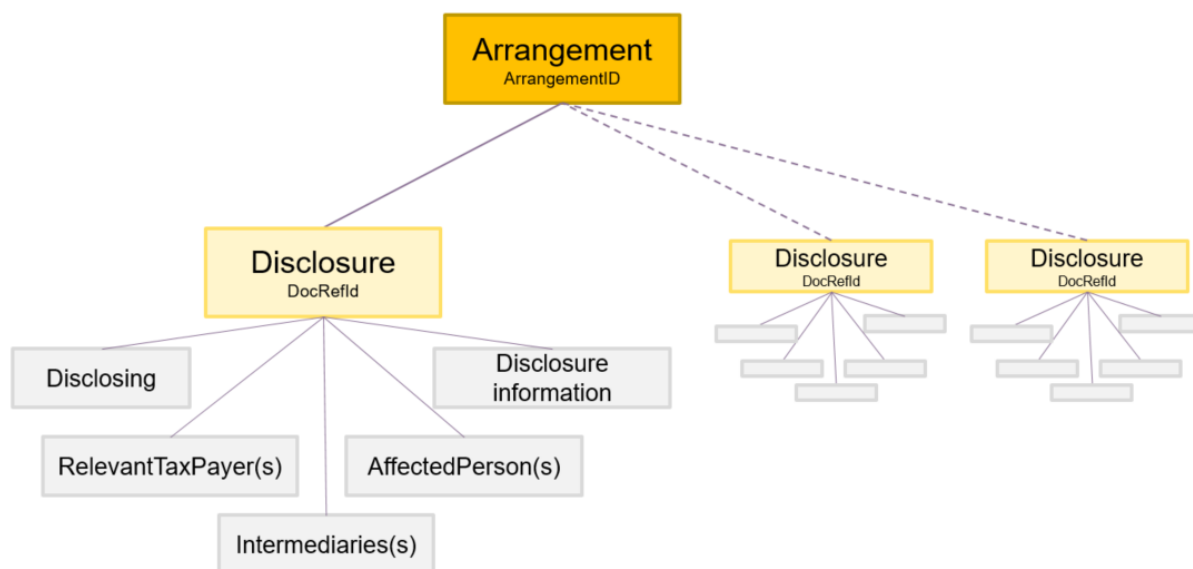 Arrangement
ArrangementID
Disclosure
DocRefId
Disclosure
DocRefId
Disclosure
DocRefId
Disclosing
Disclosure
information
RelevantTaxPayer(s)
AffectedPerson(s)
Intermediaries(s)